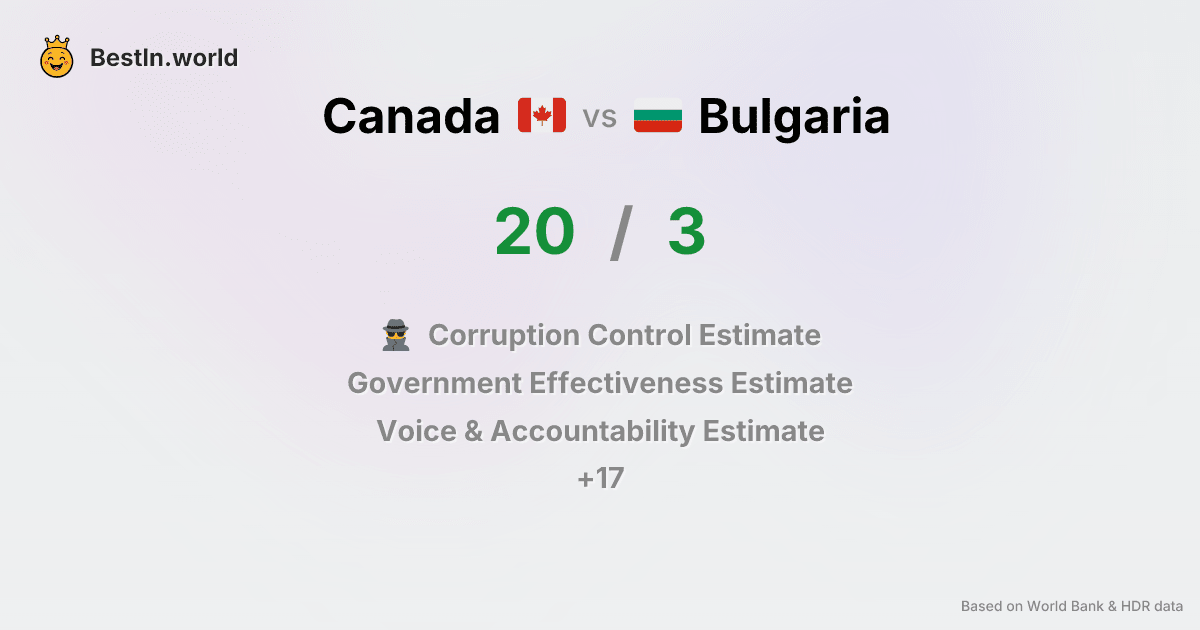 BestIn.world
Canada vs Bulgaria
20 / 3
Corruption Control Estimate
Government Effectiveness Estimate
Voice & Accountability Estimate
+17
Based on World Bank & HDR data